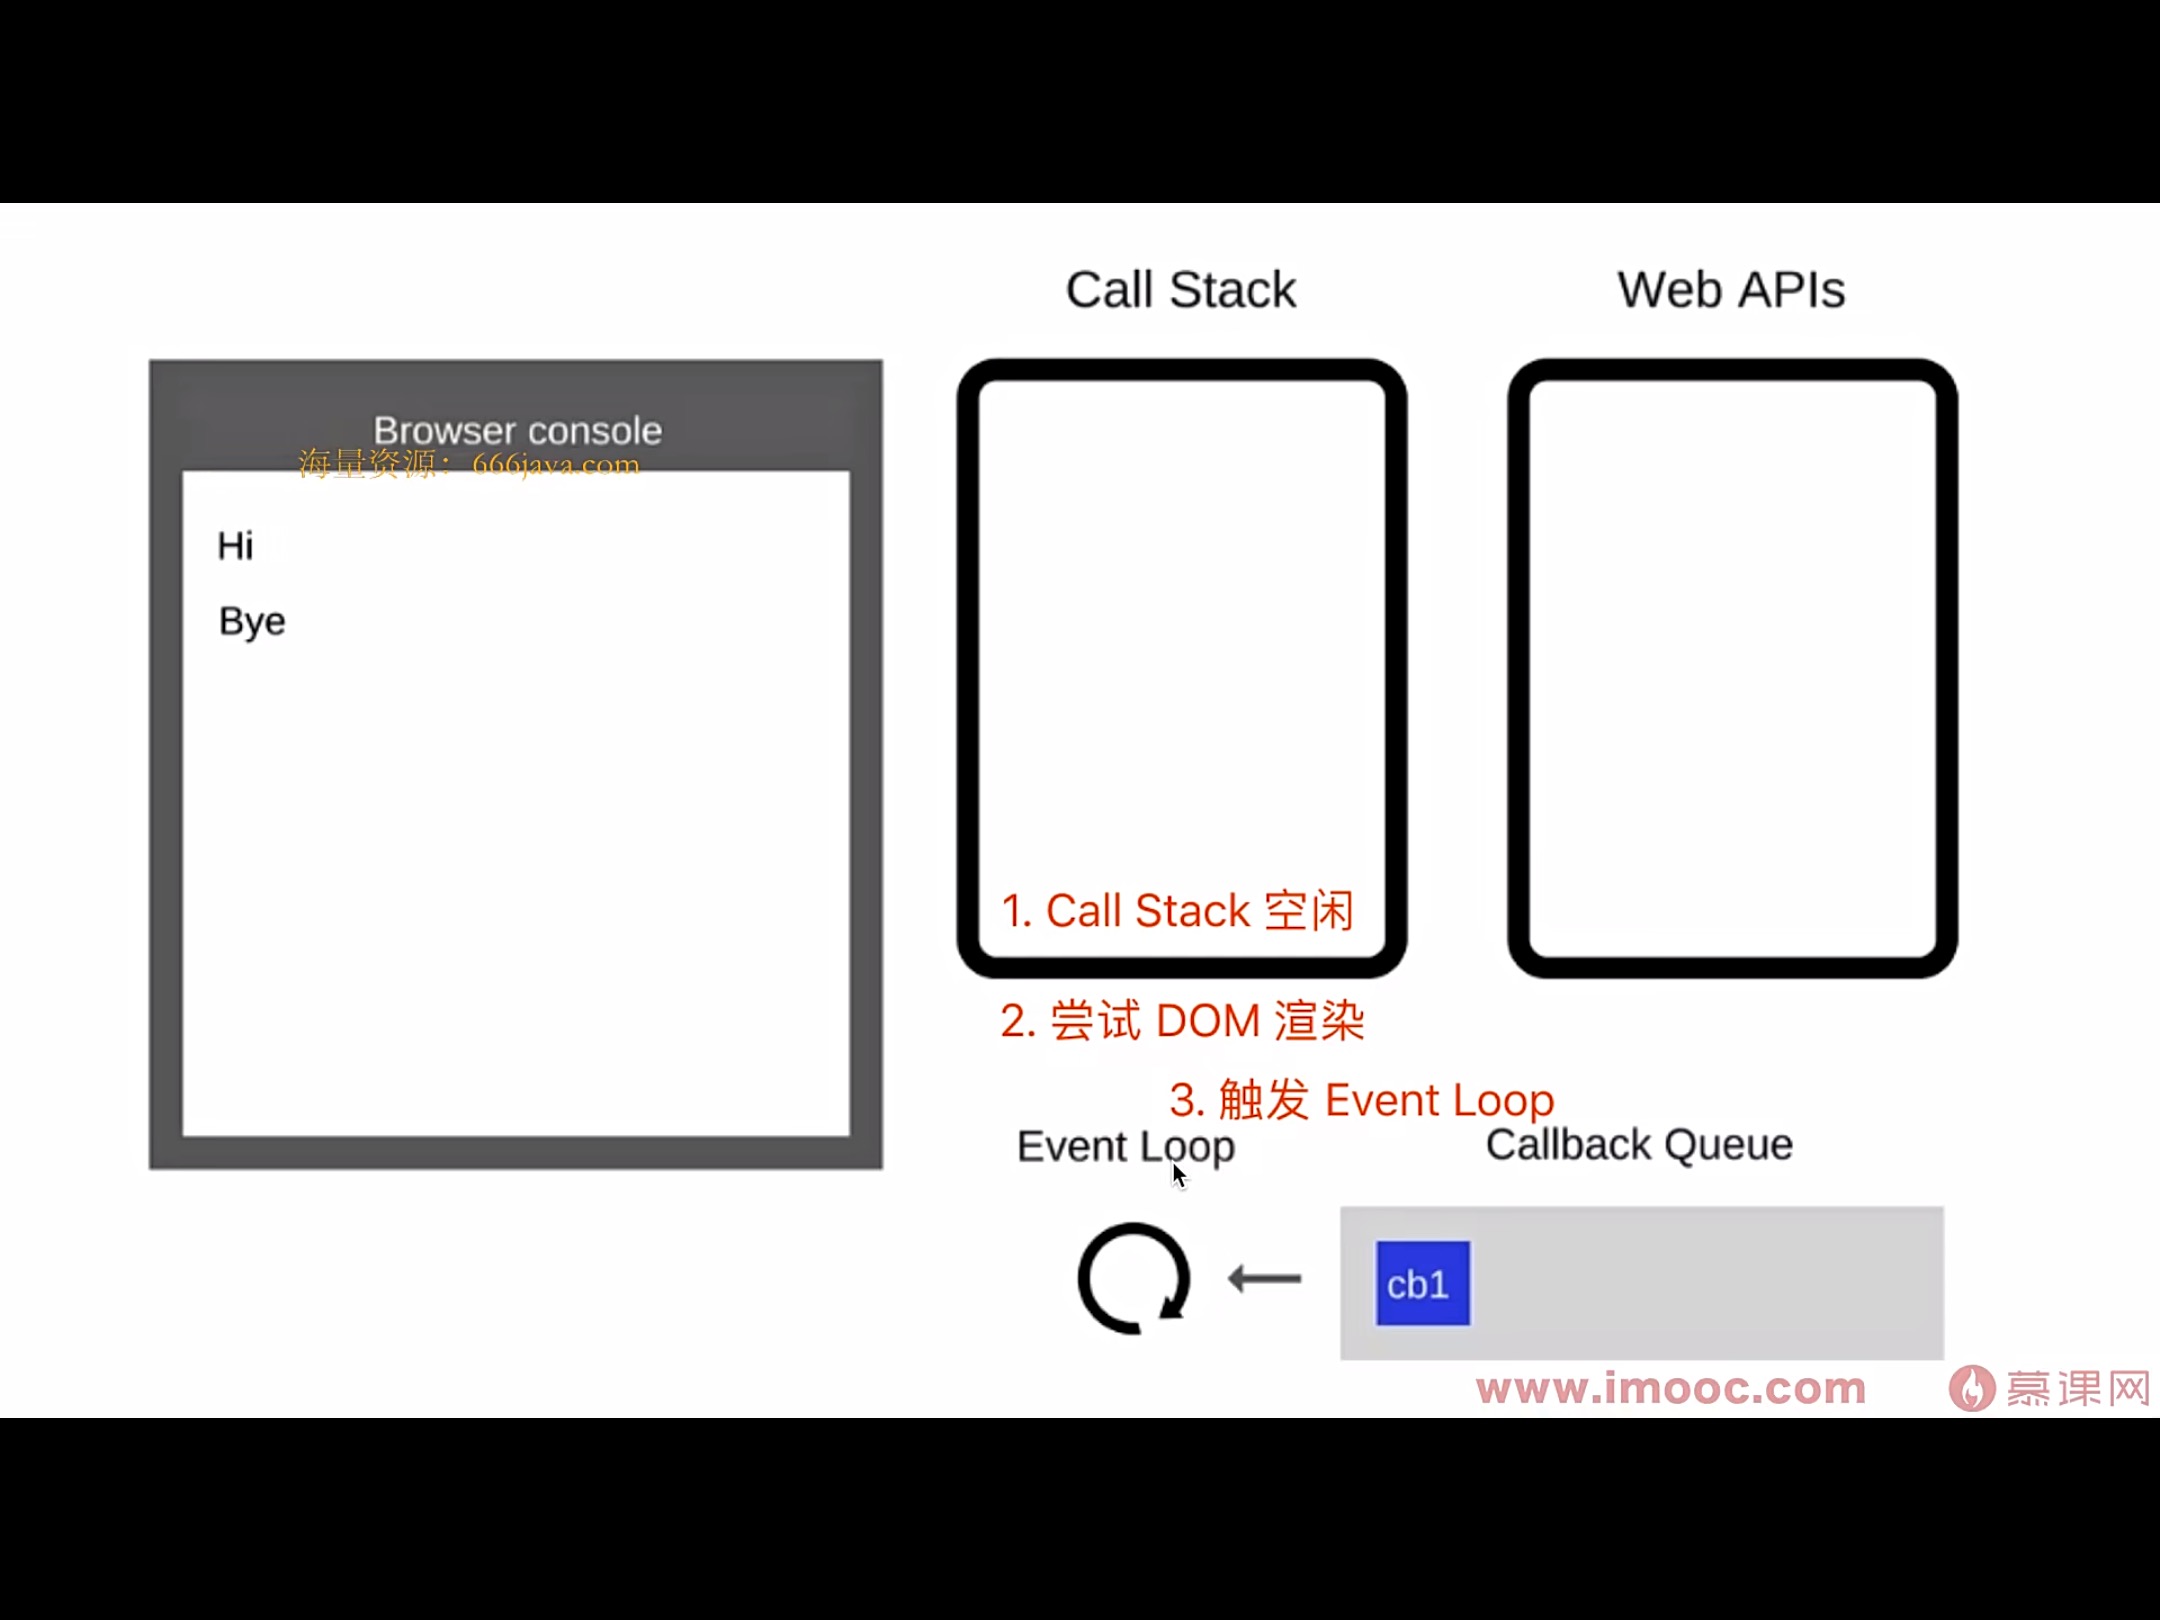 Call Stack
Web APIs
Browser console
海量资源：666java.com
Hi
Bye
1. Call Stack 空闲
2. 尝试 DOM 渲染
3. 触发 Event Loop
Event Loop
Callback Queue
cb1
www.imooc.com
慕课网